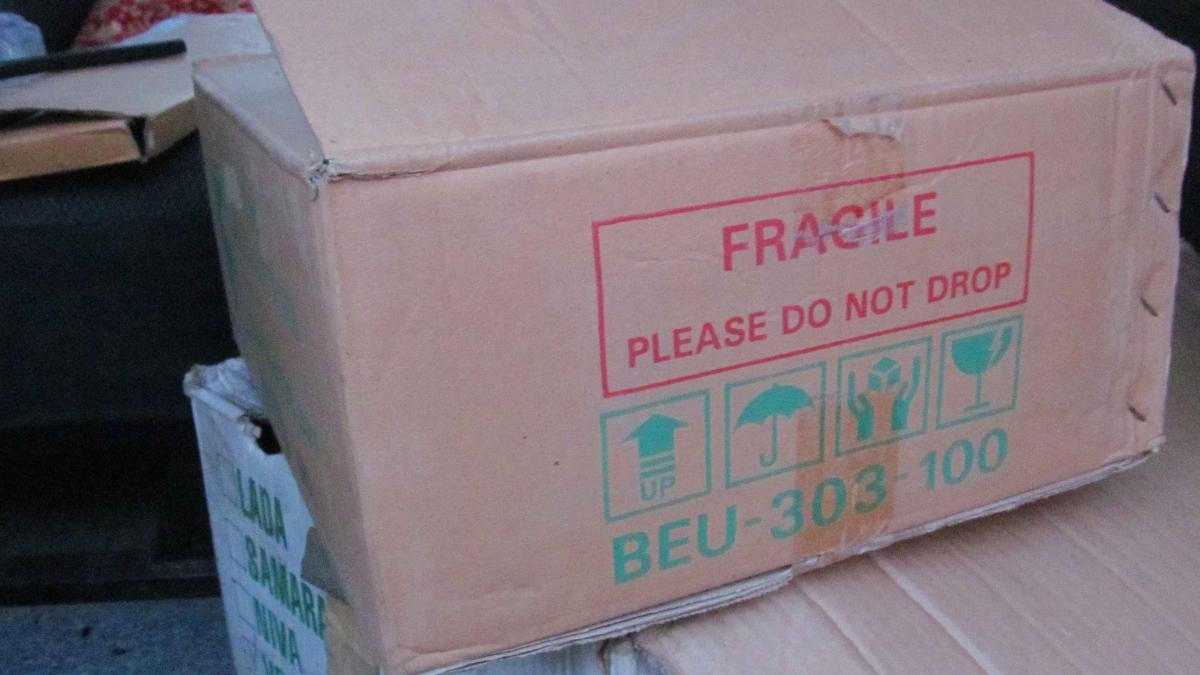 FRAGILE
PLEASE DO NOT DROP
UP
BEU-303-100
LADA
SAMARA
NIVA